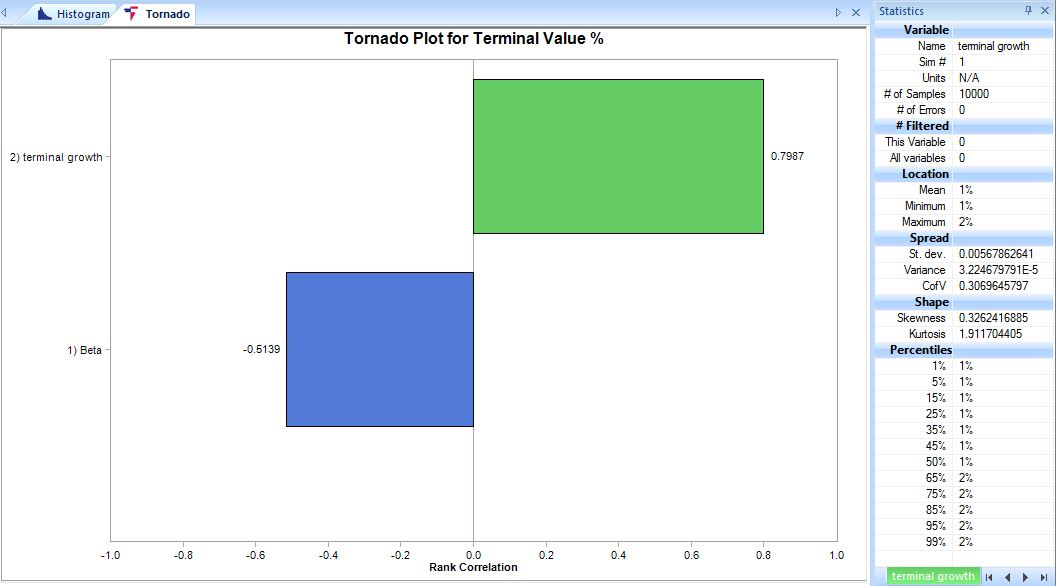 Histogram
Tornado
Tornado Plot for Terminal Value %
2) terminal growth
0.7987
1) Beta
-0.5139
-1.0 -0.8 -0.6 -0.4 -0.2 0.0 0.2 0.4 0.6 0.8 1.0
Rank Correlation
Statistics
Variable
Name terminal growth
Sim # 1
Units N/A
# of Samples 10000
# of Errors 0
# Filtered
This Variable 0
All variables 0
Location
Mean 1%
Minimum 1%
Maximum 2%
Spread
St. dev. 0.00567862641
Variance 3.224679791E-5
CofV 0.3069645797
Shape
Skewness 0.3262416885
Kurtosis 1.911704405
Percentiles
1% 1%
5% 1%
15% 1%
25% 1%
35% 1%
45% 1%
50% 1%
65% 2%
75% 2%
85% 2%
95% 2%
99% 2%
terminal growth